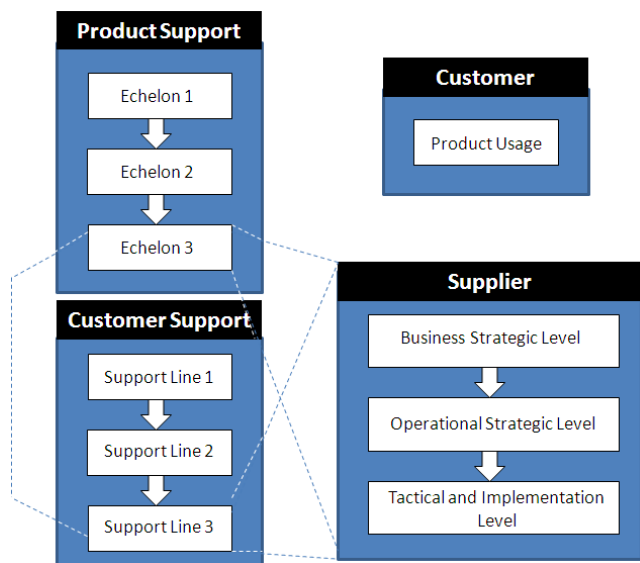 Product Support
Echelon 1
Echelon 2
Echelon 3
Customer
Product Usage
Customer Support
Support Line 1
Support Line 2
Support Line 3
Supplier
Business Strategic Level
Operational Strategic Level
Tactical and Implementation
Level